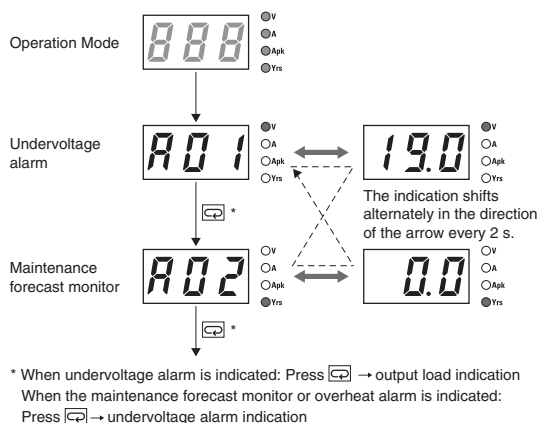 Operation Mode
888
V
A
Apk
Yrs
Undervoltage
alarm
A01
V
A
Apk
Yrs
19.0
V
A
Apk
Yrs
The indication shifts
alternately in the direction
of the arrow every 2 s.
*
Maintenance
forecast monitor
A02
V
A
Apk
Yrs
0.0
V
A
Apk
Yrs
*
* When undervoltage alarm is indicated: Press → output load indication
When the maintenance forecast monitor or overheat alarm is indicated:
Press → undervoltage alarm indication